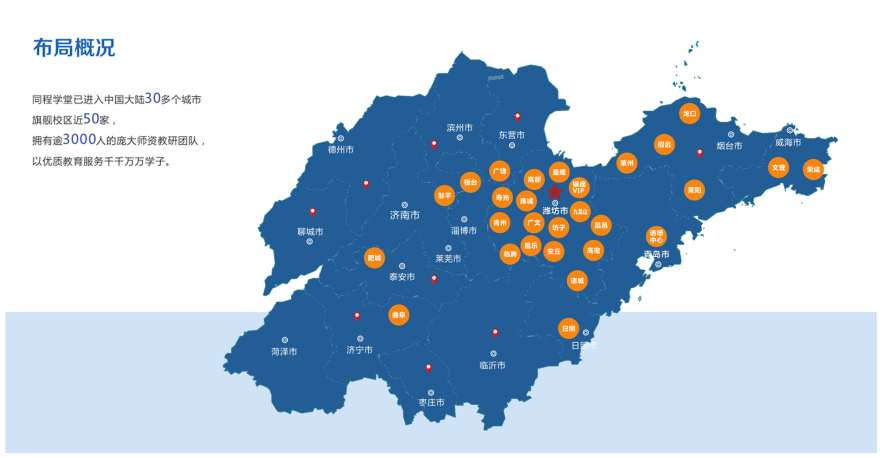 布局概况
同程学堂已进入中国大陆30多个城市
旗舰校区近50家，
拥有逾3000人的庞大师资教研团队，
以优质教育服务千千万万学子。
滨州市
东营市
德州市
龙口
招远
烟台市
威海市
莱州
文登
荣成
莱阳
广饶
桓台
邹平
高新
盈隆
银座
VIP
寿光
潍城
潍坊市
九龙山
济南市
淄博市
聊城市
青州
广文
坊子
昌邑
语培
中心
青岛市
莱芜市
临朐
昌乐
安丘
高密
肥城
泰安市
诸城
曲阜
日照
日照市
菏泽市
济宁市
临沂市
枣庄市